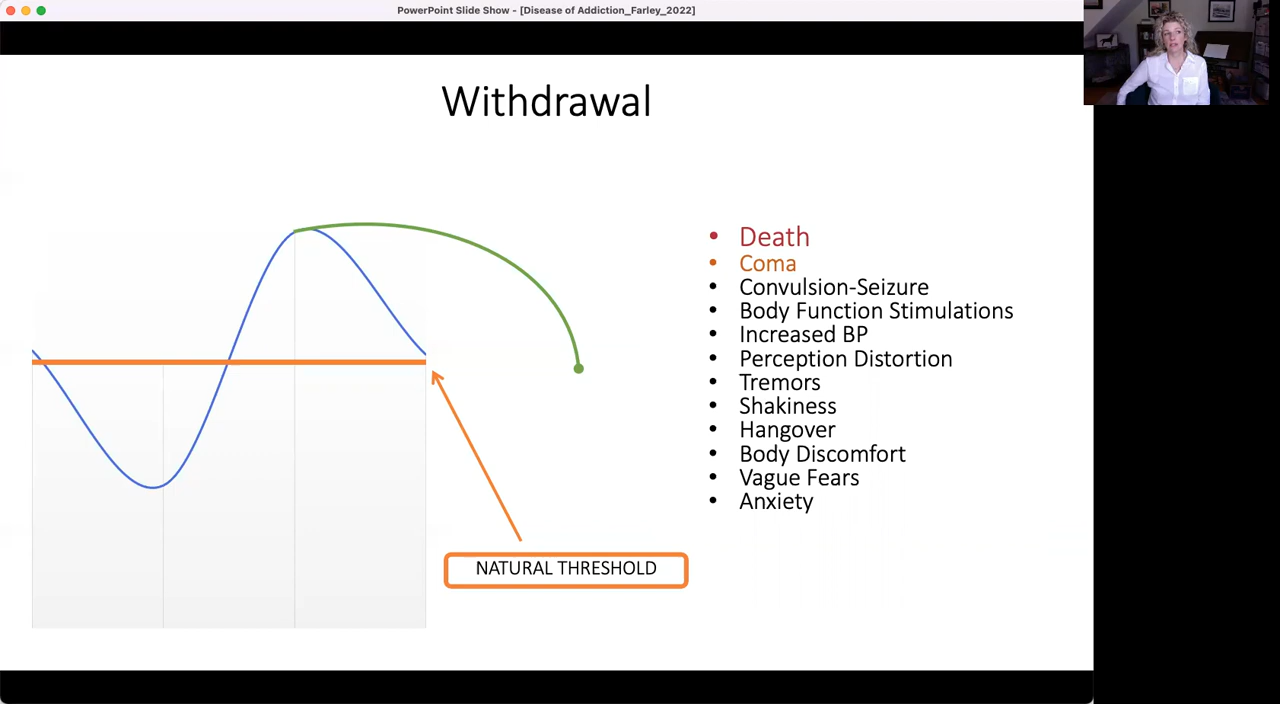 PowerPoint Slide Show - [Disease of Addiction_Farley_2022]
Withdrawal
• Death
• Coma
• Convulsion-Seizure
• Body Function Stimulations
• Increased BP
• Perception Distortion
• Tremors
• Shakiness
• Hangover
• Body Discomfort
• Vague Fears
• Anxiety
NATURAL THRESHOLD